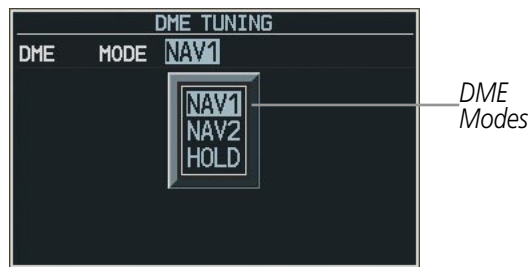 DME TUNING
DME MODE NAV1
NAV1
NAV2
HOLD
DME
Modes